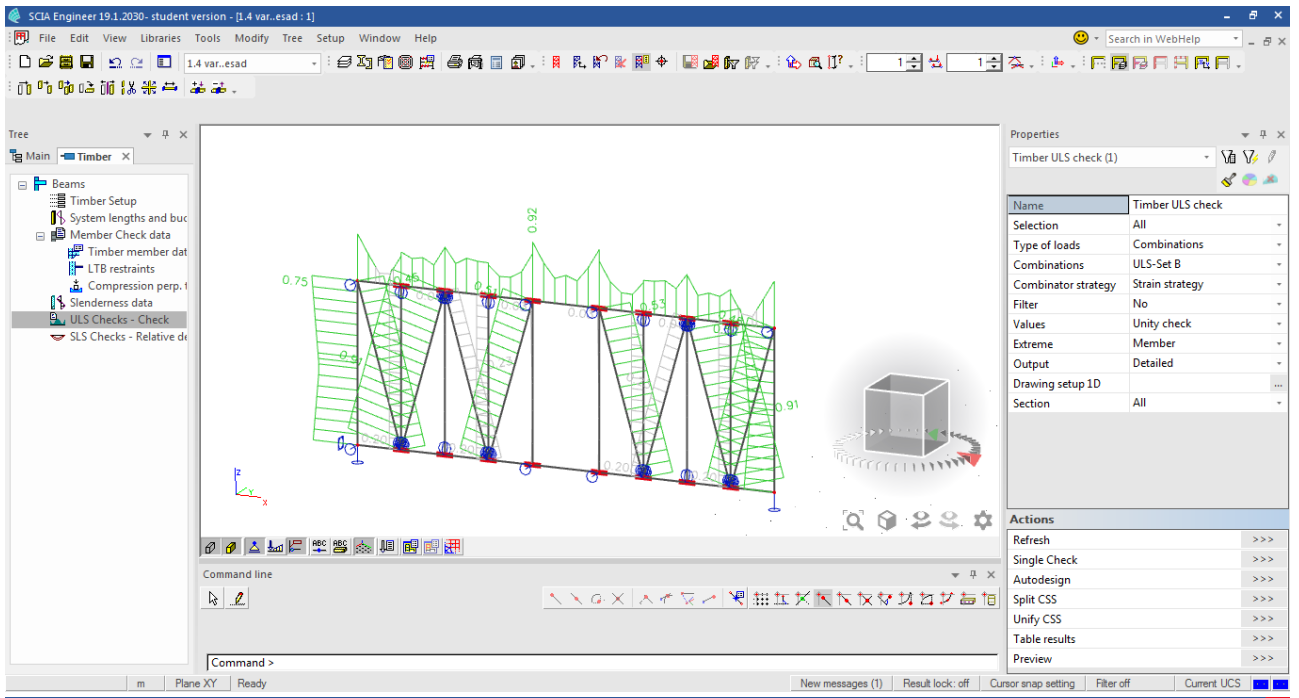 SCIA Engineer 19.1.2030- student version - [1.4 var..esad : 1]
File Edit View Libraries Tools Modify Tree Setup Window Help
Search in WebHelp
1.4 var..esad
1
1
Tree
Main
Timber
Beams
Timber Setup
System lengths and buc
Member Check data
Timber member dat
LTB restraints
Compression perp. t
Slenderness data
ULS Checks - Check
SLS Checks - Relative de
0.92
0.75
0.53
0.91
0.20
0.20
z
y
x
Command line
Command >
Properties
Timber ULS check (1)
Name Timber ULS check
Selection All
Type of loads Combinations
Combinations ULS-Set B
Combinator strategy Strain strategy
Filter No
Values Unity check
Extreme Member
Output Detailed
Drawing setup 1D ...
Section All
Actions
Refresh >>>
Single Check >>>
Autodesign >>>
Split CSS >>>
Unify CSS >>>
Table results >>>
Preview >>>
m Plane XY Ready New messages (1) Result lock: off Cursor snap setting Filter off Current UCS